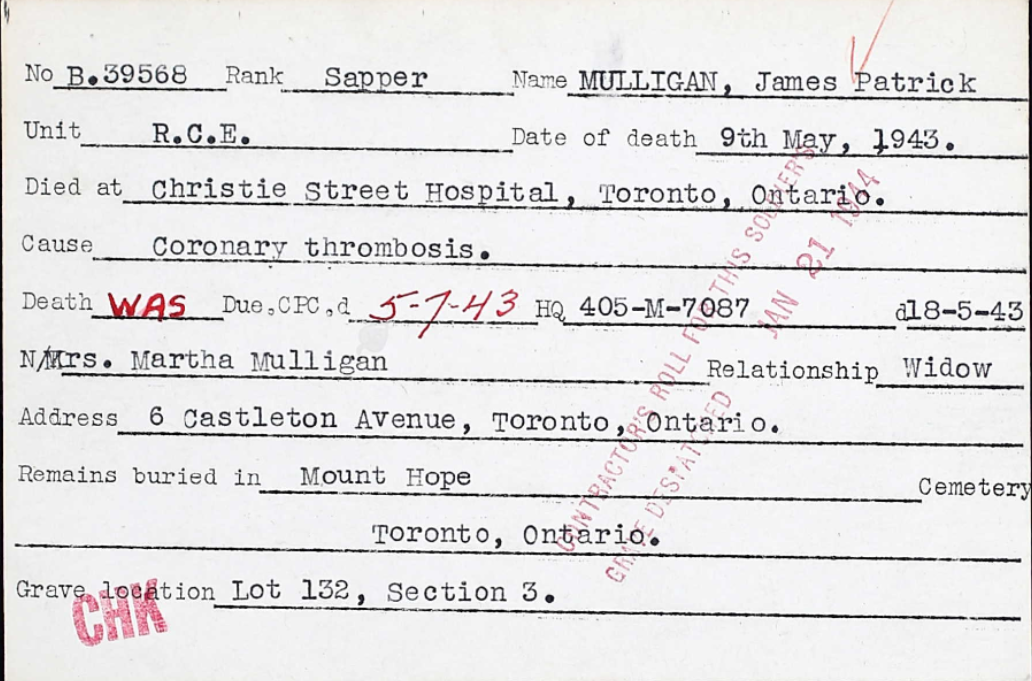 No B.39568 Rank Sapper Name MULLIGAN, James Patrick
Unit R.C.E. Date of death 9th May, 1943.
Died at Christie Street Hospital, Toronto, Ontario.
Cause Coronary thrombosis.
Death WAS Due,CPC,d 5-7-43 HQ 405-M-7087 d18-5-43
N/Mrs. Martha Mulligan Relationship Widow
Address 6 Castleton Avenue, Toronto, Ontario.
Remains buried in Mount Hope Cemetery
Toronto, Ontario.
Grave location Lot 132, Section 3.
CHK
CONTRACTOR'S ROLL FOR THIS SOLDIER'S
GRAVE DESPATCHED JAN 21 1944